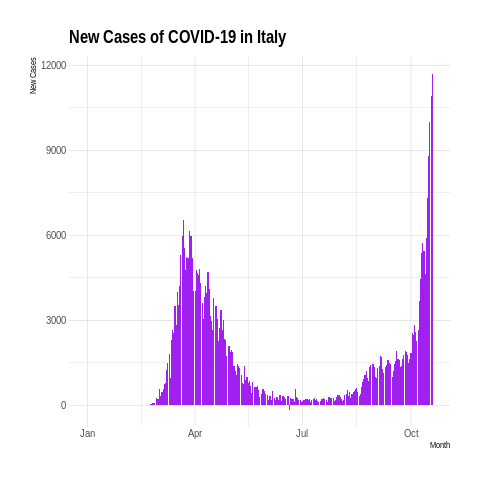 New Cases of COVID-19 in Italy
New Cases
12000
9000
6000
3000
0
Jan Apr Jul Oct
Month